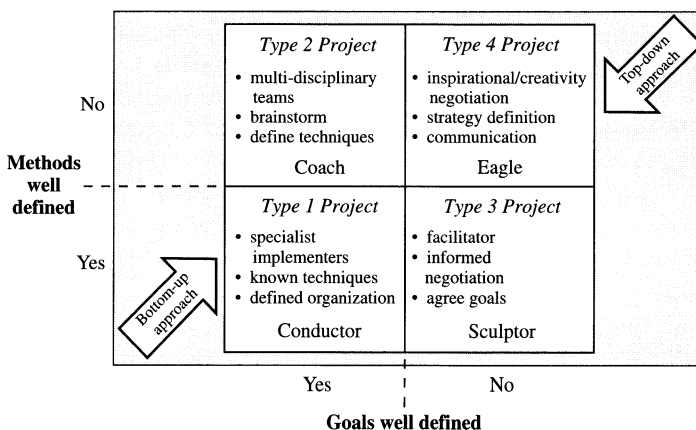 Type 2 Project
• multi-disciplinary
teams
• brainstorm
• define techniques
Coach
Type 4 Project
• inspirational/creativity
negotiation
• strategy definition
• communication
Eagle
Top-down
approach
No
Methods
well
defined
Yes
Type 1 Project
• specialist
implementers
• known techniques
• defined organization
Conductor
Type 3 Project
• facilitator
• informed
negotiation
• agree goals
Sculptor
Bottom-up
approach
Yes
No
Goals well defined